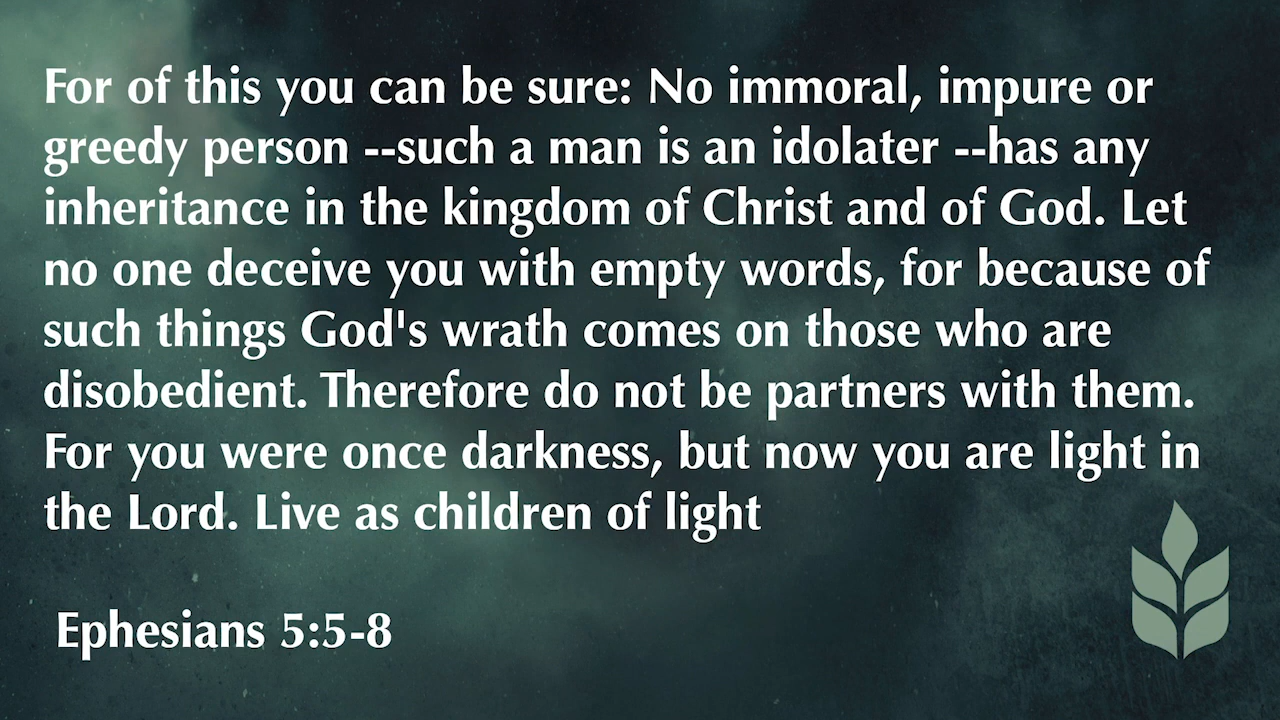 For of this you can be sure: No immoral, impure or
greedy person --such a man is an idolater --has any
inheritance in the kingdom of Christ and of God. Let
no one deceive you with empty words, for because of
such things God's wrath comes on those who are
disobedient. Therefore do not be partners with them.
For you were once darkness, but now you are light in
the Lord. Live as children of light
Ephesians 5:5-8